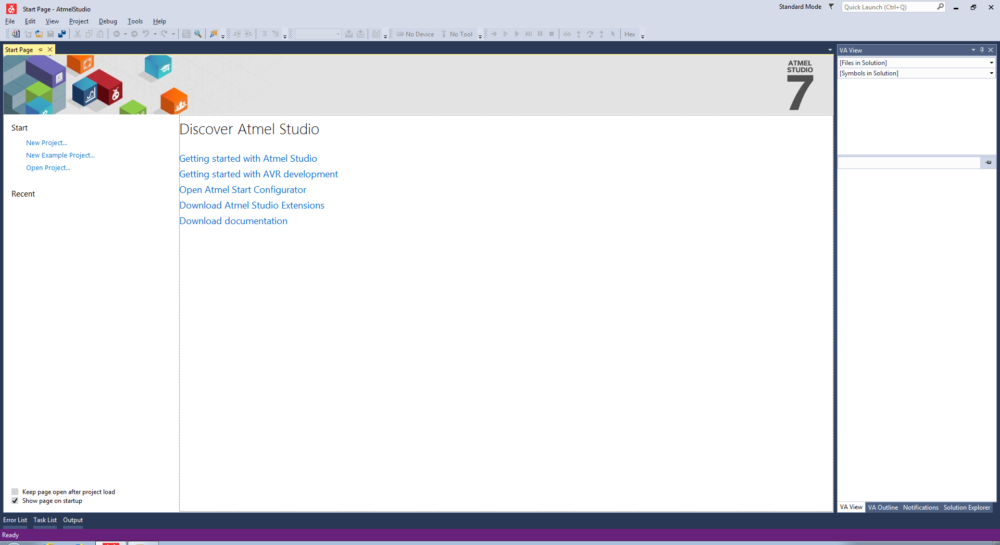 Start Page - AtmelStudio
Standard Mode
Quick Launch (Ctrl+Q)
File Edit View Project Debug Tools Help
No Device No Tool Hex
Start Page
VA View
ATMEL
STUDIO
7
[Files in Solution]
[Symbols in Solution]
Start
New Project...
New Example Project...
Open Project...
Recent
Discover Atmel Studio
Getting started with Atmel Studio
Getting started with AVR development
Open Atmel Start Configurator
Download Atmel Studio Extensions
Download documentation
Keep page open after project load
Show page on startup
VA View VA Outline Notifications Solution Explorer
Error List Task List Output
Ready